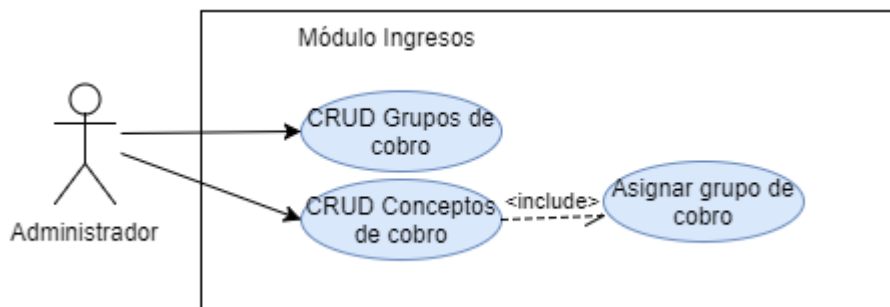 Módulo Ingresos
CRUD Grupos de
cobro
CRUD Conceptos
de cobro
<include>
Asignar grupo de
cobro
Administrador